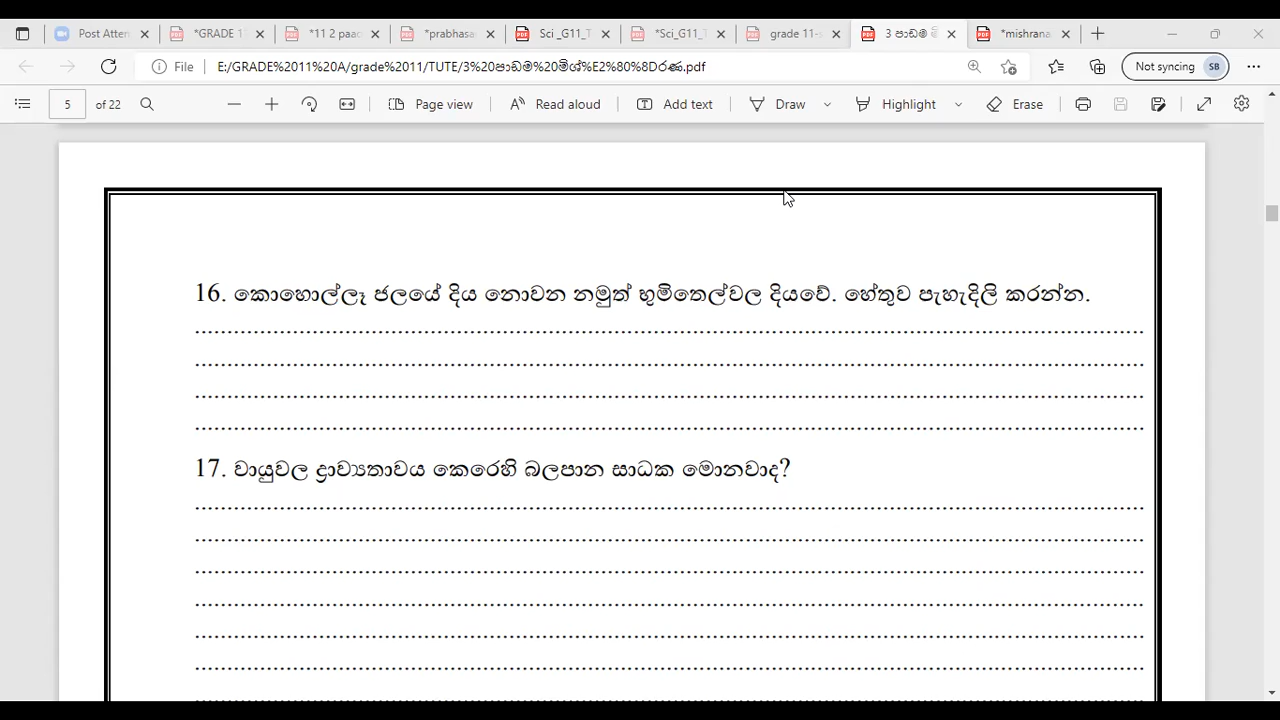 Post Atten
*GRADE 1
*11 2 paac
*prabhasa
Sci _G11_T
*Sci_G11_T
grade 11-s
3 පාඩම
*mishrana
File E:/GRADE%2011%20A/grade%2011/TUTE/3%20පාඩම%20මිශ්%E2%80%8Dරණ.pdf Not syncing SB
5 of 22 Page view Read aloud Add text Draw Highlight Erase
16. කොහොල්ලෑ ජලයේ දිය නොවන නමුත් භූමිතෙල්වල දියවේ. හේතුව පැහැදිලි කරන්න.
17. වායුවල ද්‍රාව්‍යතාවය කෙරෙහි බලපාන සාධක මොනවාද?